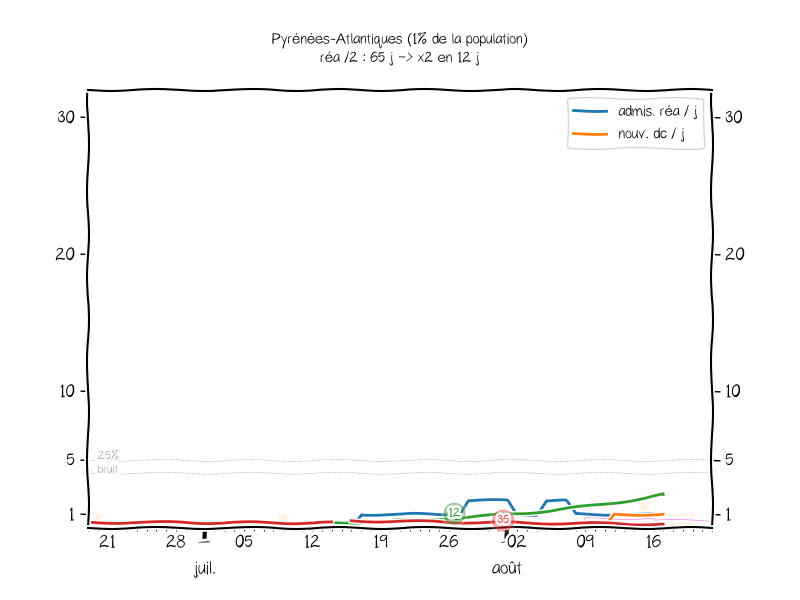 Pyrénées-Atlantiques (1% de la population)
réa /2 : 65 j -> x2 en 12 j
admis. réa / j
nouv. dc / j
30
30
20
20
10
10
5
5
25%
bruit
1
1
12
35
21 28 05 12 19 26 02 09 16
juil. août